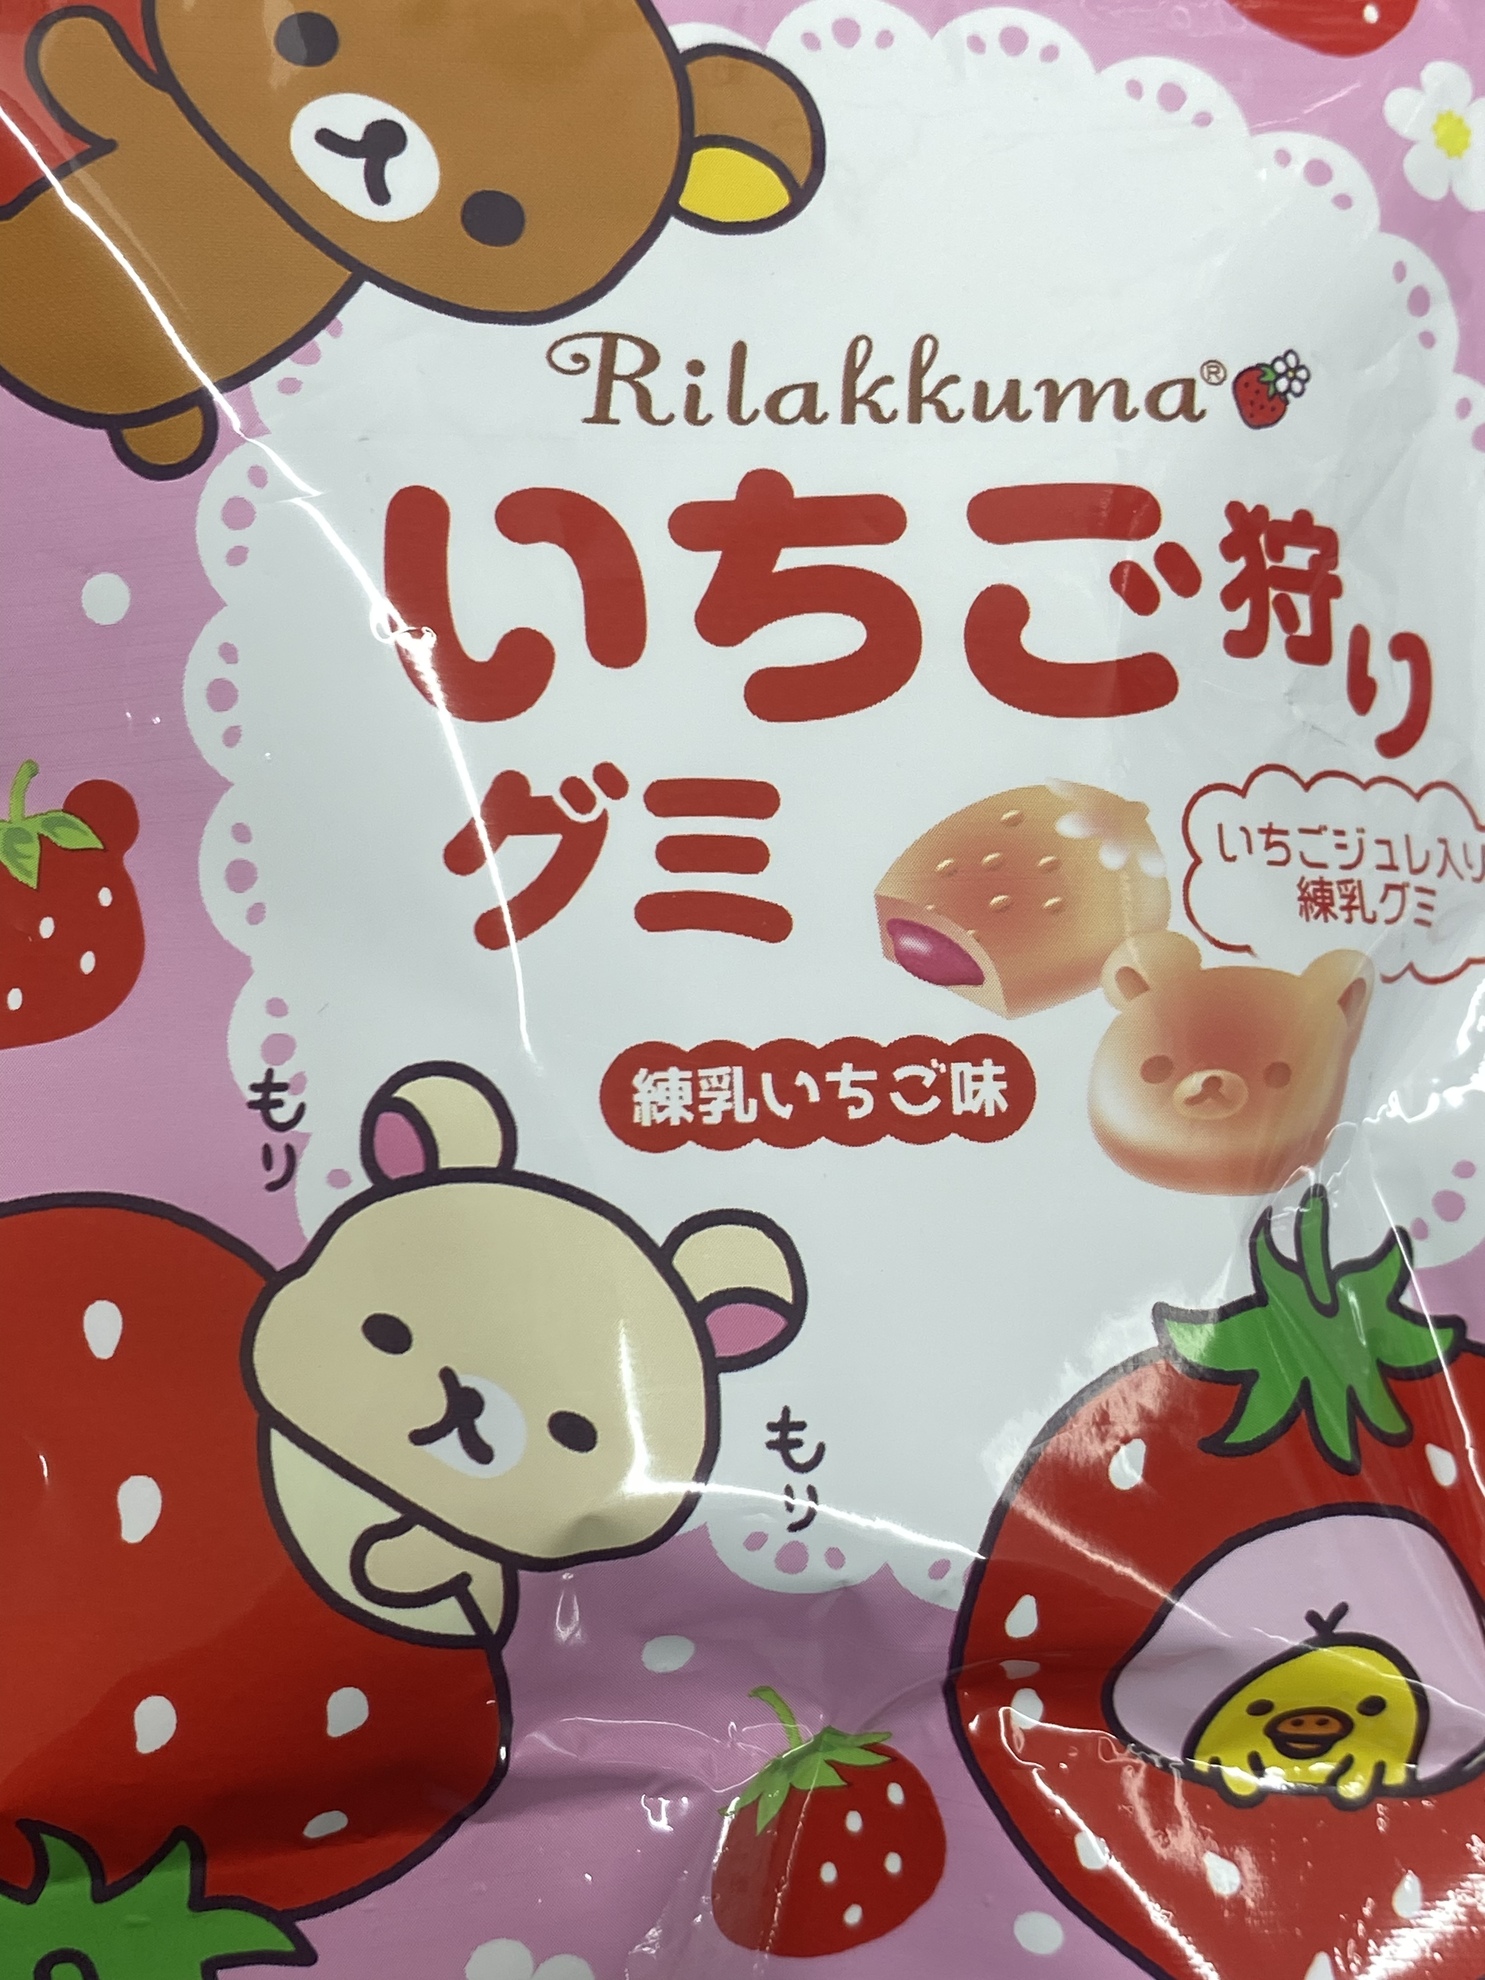 Rilakkuma®
いちご狩り
グミ
いちごジュレ入り
練乳グミ
練乳いちご味
もり
もり